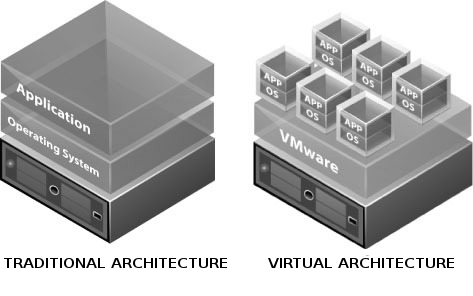 Application
Operating System
APP
OS
APP
OS
APP
OS
APP
OS
APP
OS
APP
OS
VMware
TRADITIONAL ARCHITECTURE
VIRTUAL ARCHITECTURE